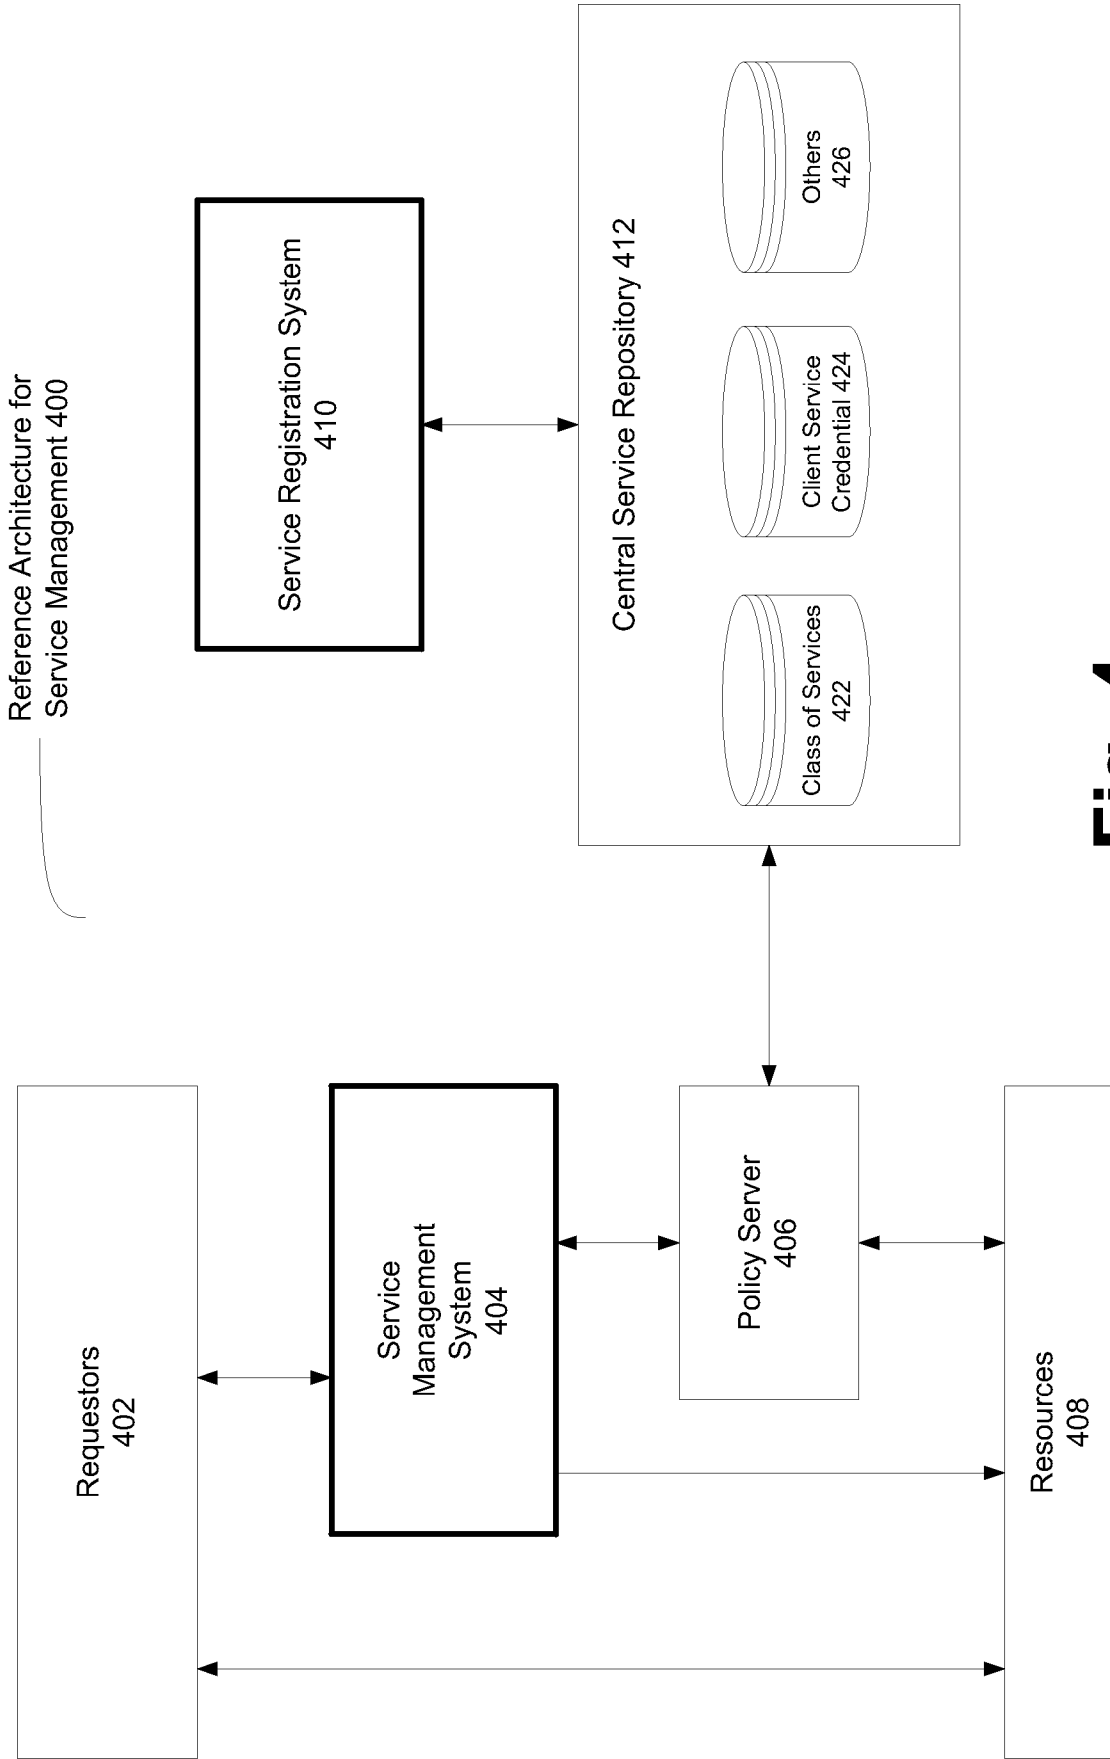 Reference Architecture for
Service Management 400
Requestors
402
Service
Management
System
404
Policy Server
406
Resources
408
Service Registration System
410
Central Service Repository 412
Class of Services
422
Client Service
Credential 424
Others
426